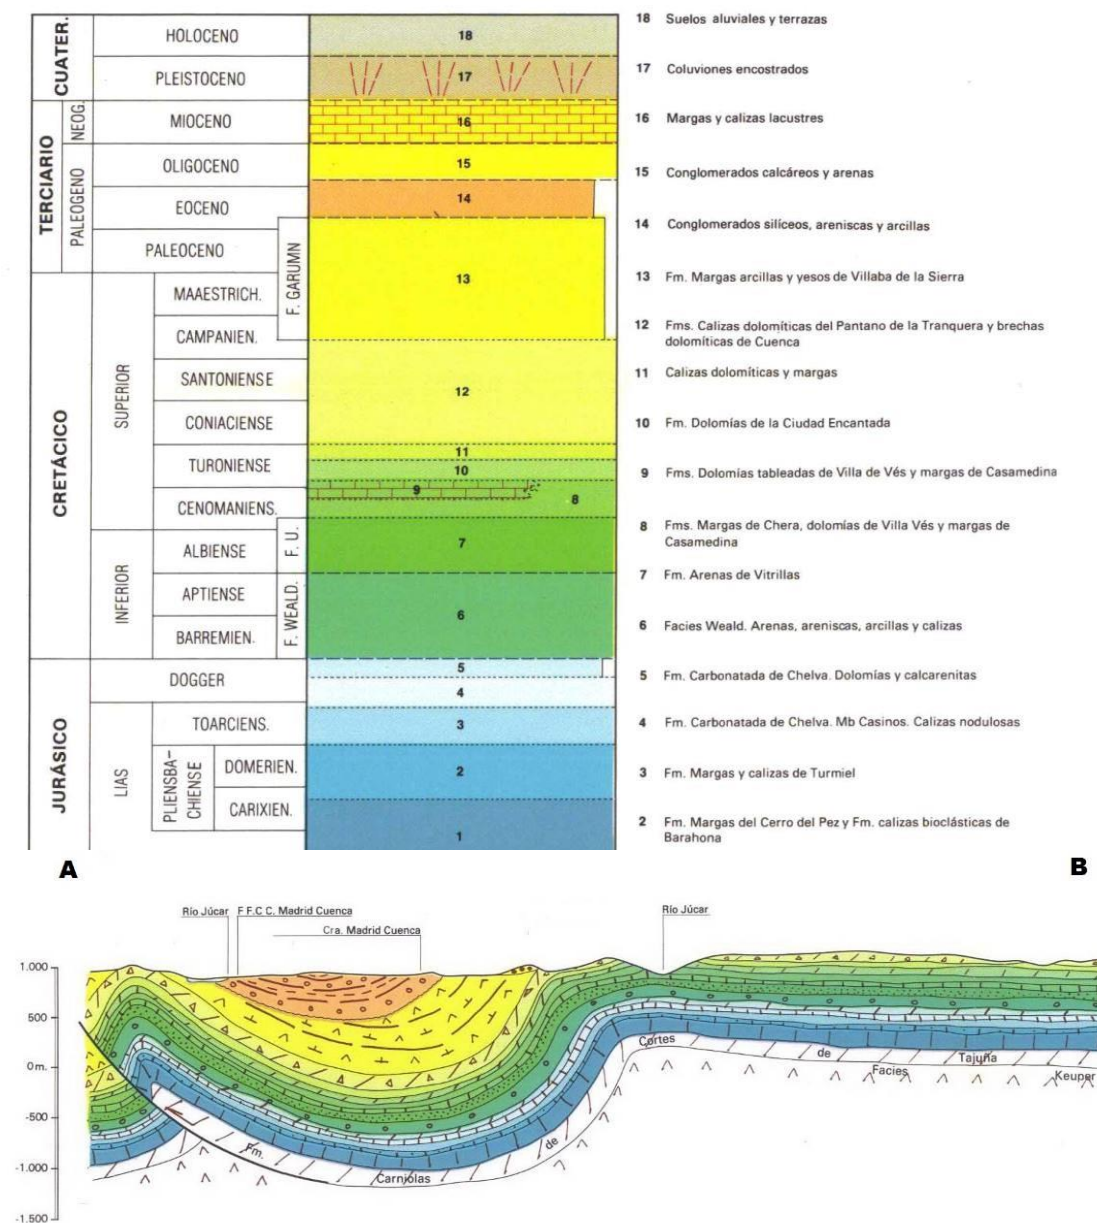 CUATER.
HOLOCENO
PLEISTOCENO
TERCIARIO
NEOG.
MIOCENO
PALEOGENO
OLIGOCENO
EOCENO
PALEOCENO
CRETÁCICO
SUPERIOR
MAAESTRICH.
CAMPANIEN.
F. GARUMN
SANTONIENSE
CONIACIENSE
TURONIENSE
CENOMANIENS.
INFERIOR
ALBIENSE
F. U.
APTIENSE
BARREMIEN.
F. WEALD.
JURÁSICO
DOGGER
LIAS
TOARCIENS.
PLIENSBA-
CHIENSE
DOMERIEN.
CARIXIEN.
18
17
16
15
14
13
12
11
10
9
8
7
6
5
4
3
2
1
18 Suelos aluviales y terrazas
17 Coluviones encostrados
16 Margas y calizas lacustres
15 Conglomerados calcáreos y arenas
14 Conglomerados silíceos, areniscas y arcillas
13 Fm. Margas arcillas y yesos de Villaba de la Sierra
12 Fms. Calizas dolomíticas del Pantano de la Tranquera y brechas
dolomíticas de Cuenca
11 Calizas dolomíticas y margas
10 Fm. Dolomías de la Ciudad Encantada
9 Fms. Dolomías tableadas de Villa de Vés y margas de Casamedina
8 Fms. Margas de Chera, dolomías de Villa Vés y margas de
Casamedina
7 Fm. Arenas de Vitrillas
6 Facies Weald. Arenas, areniscas, arcillas y calizas
5 Fm. Carbonatada de Chelva. Dolomías y calcarenitas
4 Fm. Carbonatada de Chelva. Mb Casinos. Calizas nodulosas
3 Fm. Margas y calizas de Turmiel
2 Fm. Margas del Cerro del Pez y Fm. calizas bioclásticas de
Barahona
A
B
Río Júcar
F F.C C. Madrid Cuenca
Cra. Madrid Cuenca
Río Júcar
1.000
500
0 m.
-500
-1.000
-1.500
Fm. Carniolas de Cortes de Tajuña
Facies Keuper